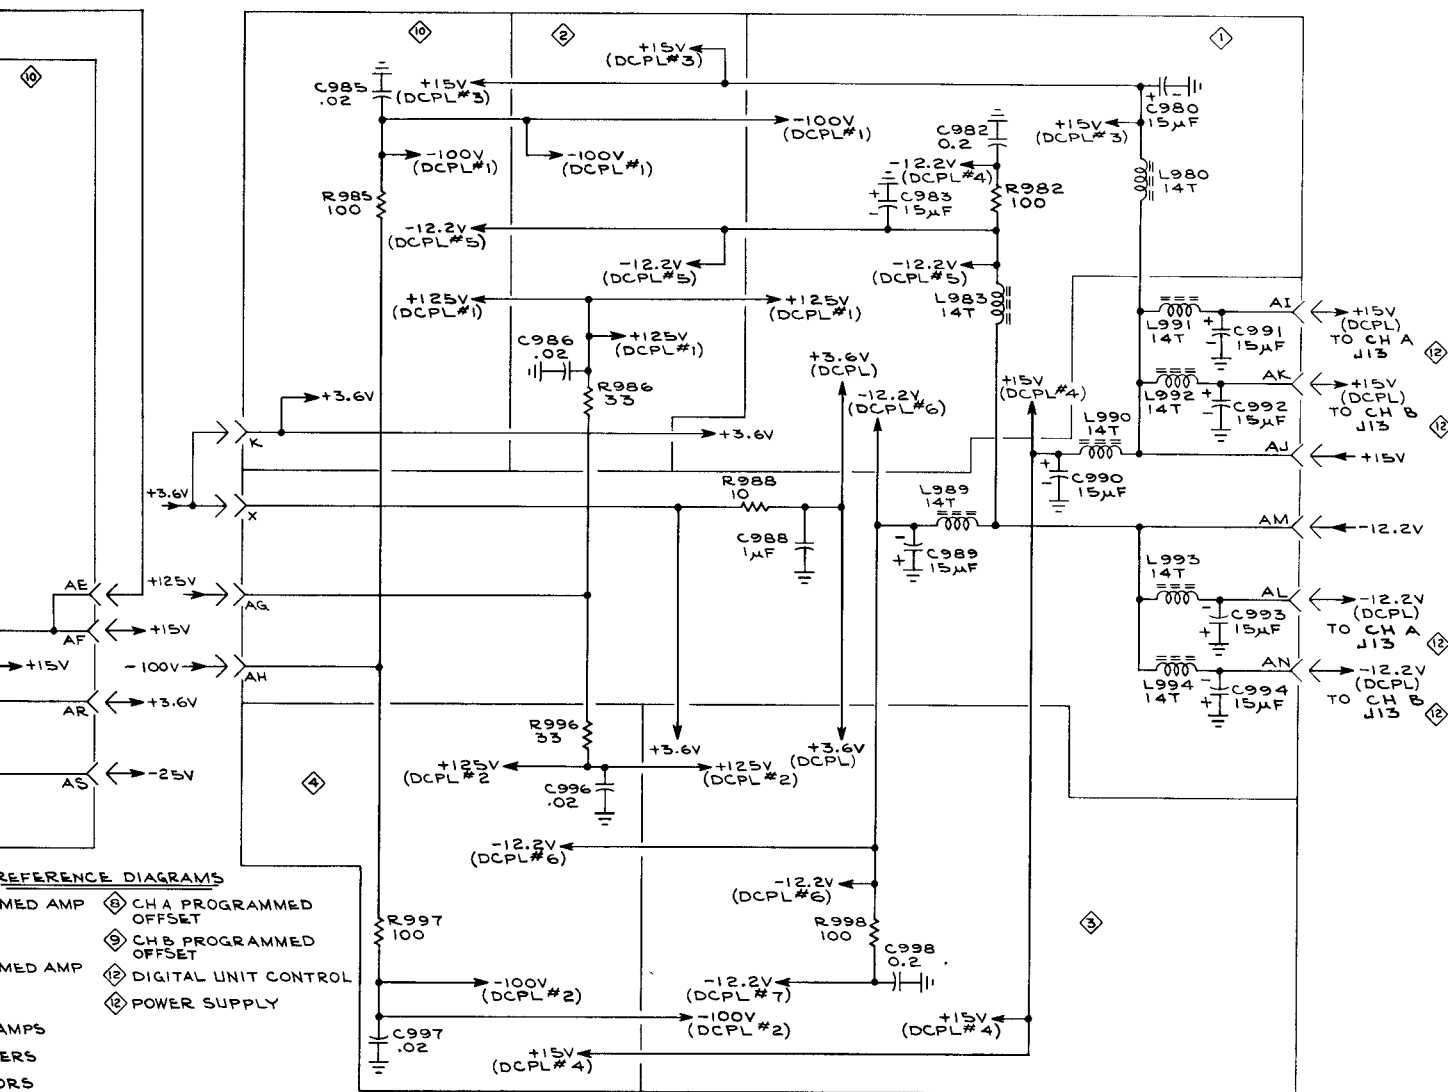 10
10
2
1
+15V
(DCPL#3)
C985
.02
+15V
(DCPL#3)
-100V
(DCPL#1)
-100V
(DCPL#1)
-100V
(DCPL#1)
C982
0.2
+15V
(DCPL#3)
C980
15µF
-12.2V
(DCPL#4)
R982
100
L980
14T
R985
100
C983
15µF
-12.2V
(DCPL#5)
-12.2V
(DCPL#5)
-12.2V
(DCPL#5)
L983
14T
+125V
(DCPL#1)
+125V
(DCPL#1)
+125V
(DCPL#1)
C986
.02
R986
33
L991
14T
C991
15µF
AI
+15V
(DCPL)
TO CH A
J13
12
+3.6V
(DCPL)
-12.2V
(DCPL#6)
+15V
(DCPL#4)
L992
14T
C992
15µF
AK
+15V
(DCPL)
TO CH B
J13
12
+3.6V
K
+3.6V
L990
14T
C990
15µF
AJ
+15V
+3.6V
X
R988
10
C988
1µF
L989
14T
C989
15µF
AM
-12.2V
AE
+125V
AG
L993
14T
C993
15µF
AL
-12.2V
(DCPL)
TO CH A
J13
12
AF
+15V
+15V
-100V
AH
L994
14T
C994
15µF
AN
-12.2V
(DCPL)
TO CH B
J13
12
AR
+3.6V
AS
-25V
R996
33
+3.6V
+3.6V
(DCPL)
+125V
(DCPL#2
+125V
(DCPL#2)
C996
.02
4
-12.2V
(DCPL#6)
-12.2V
(DCPL#6)
R997
100
R998
100
C998
0.2
3
-100V
(DCPL#2)
-12.2V
(DCPL#7)
-100V
(DCPL#2)
+15V
(DCPL#4)
C997
.02
+15V
(DCPL#4)
REFERENCE DIAGRAMS
MED AMP
8 CH A PROGRAMMED
OFFSET
9 CH B PROGRAMMED
OFFSET
MED AMP
12 DIGITAL UNIT CONTROL
12 POWER SUPPLY
AMPS
ERS
ORS